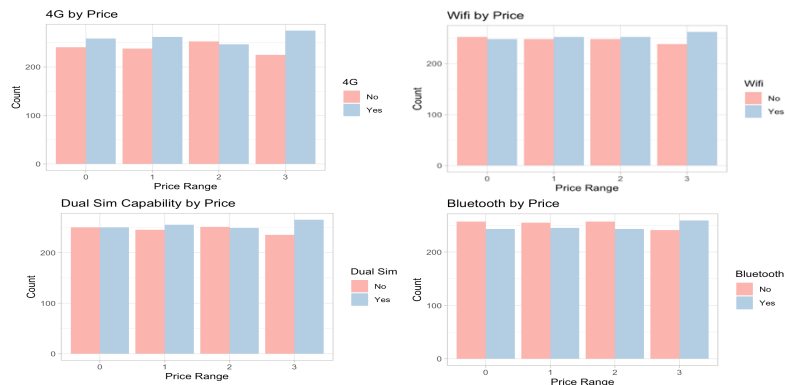 4G by Price
200
100
0
Count
0 1 2 3
Price Range
4G
No
Yes
Wifi by Price
200
100
0
Count
0 1 2 3
Price Range
Wifi
No
Yes
Dual Sim Capability by Price
200
100
0
Count
0 1 2 3
Price Range
Dual Sim
No
Yes
Bluetooth by Price
200
100
0
Count
0 1 2 3
Price Range
Bluetooth
No
Yes